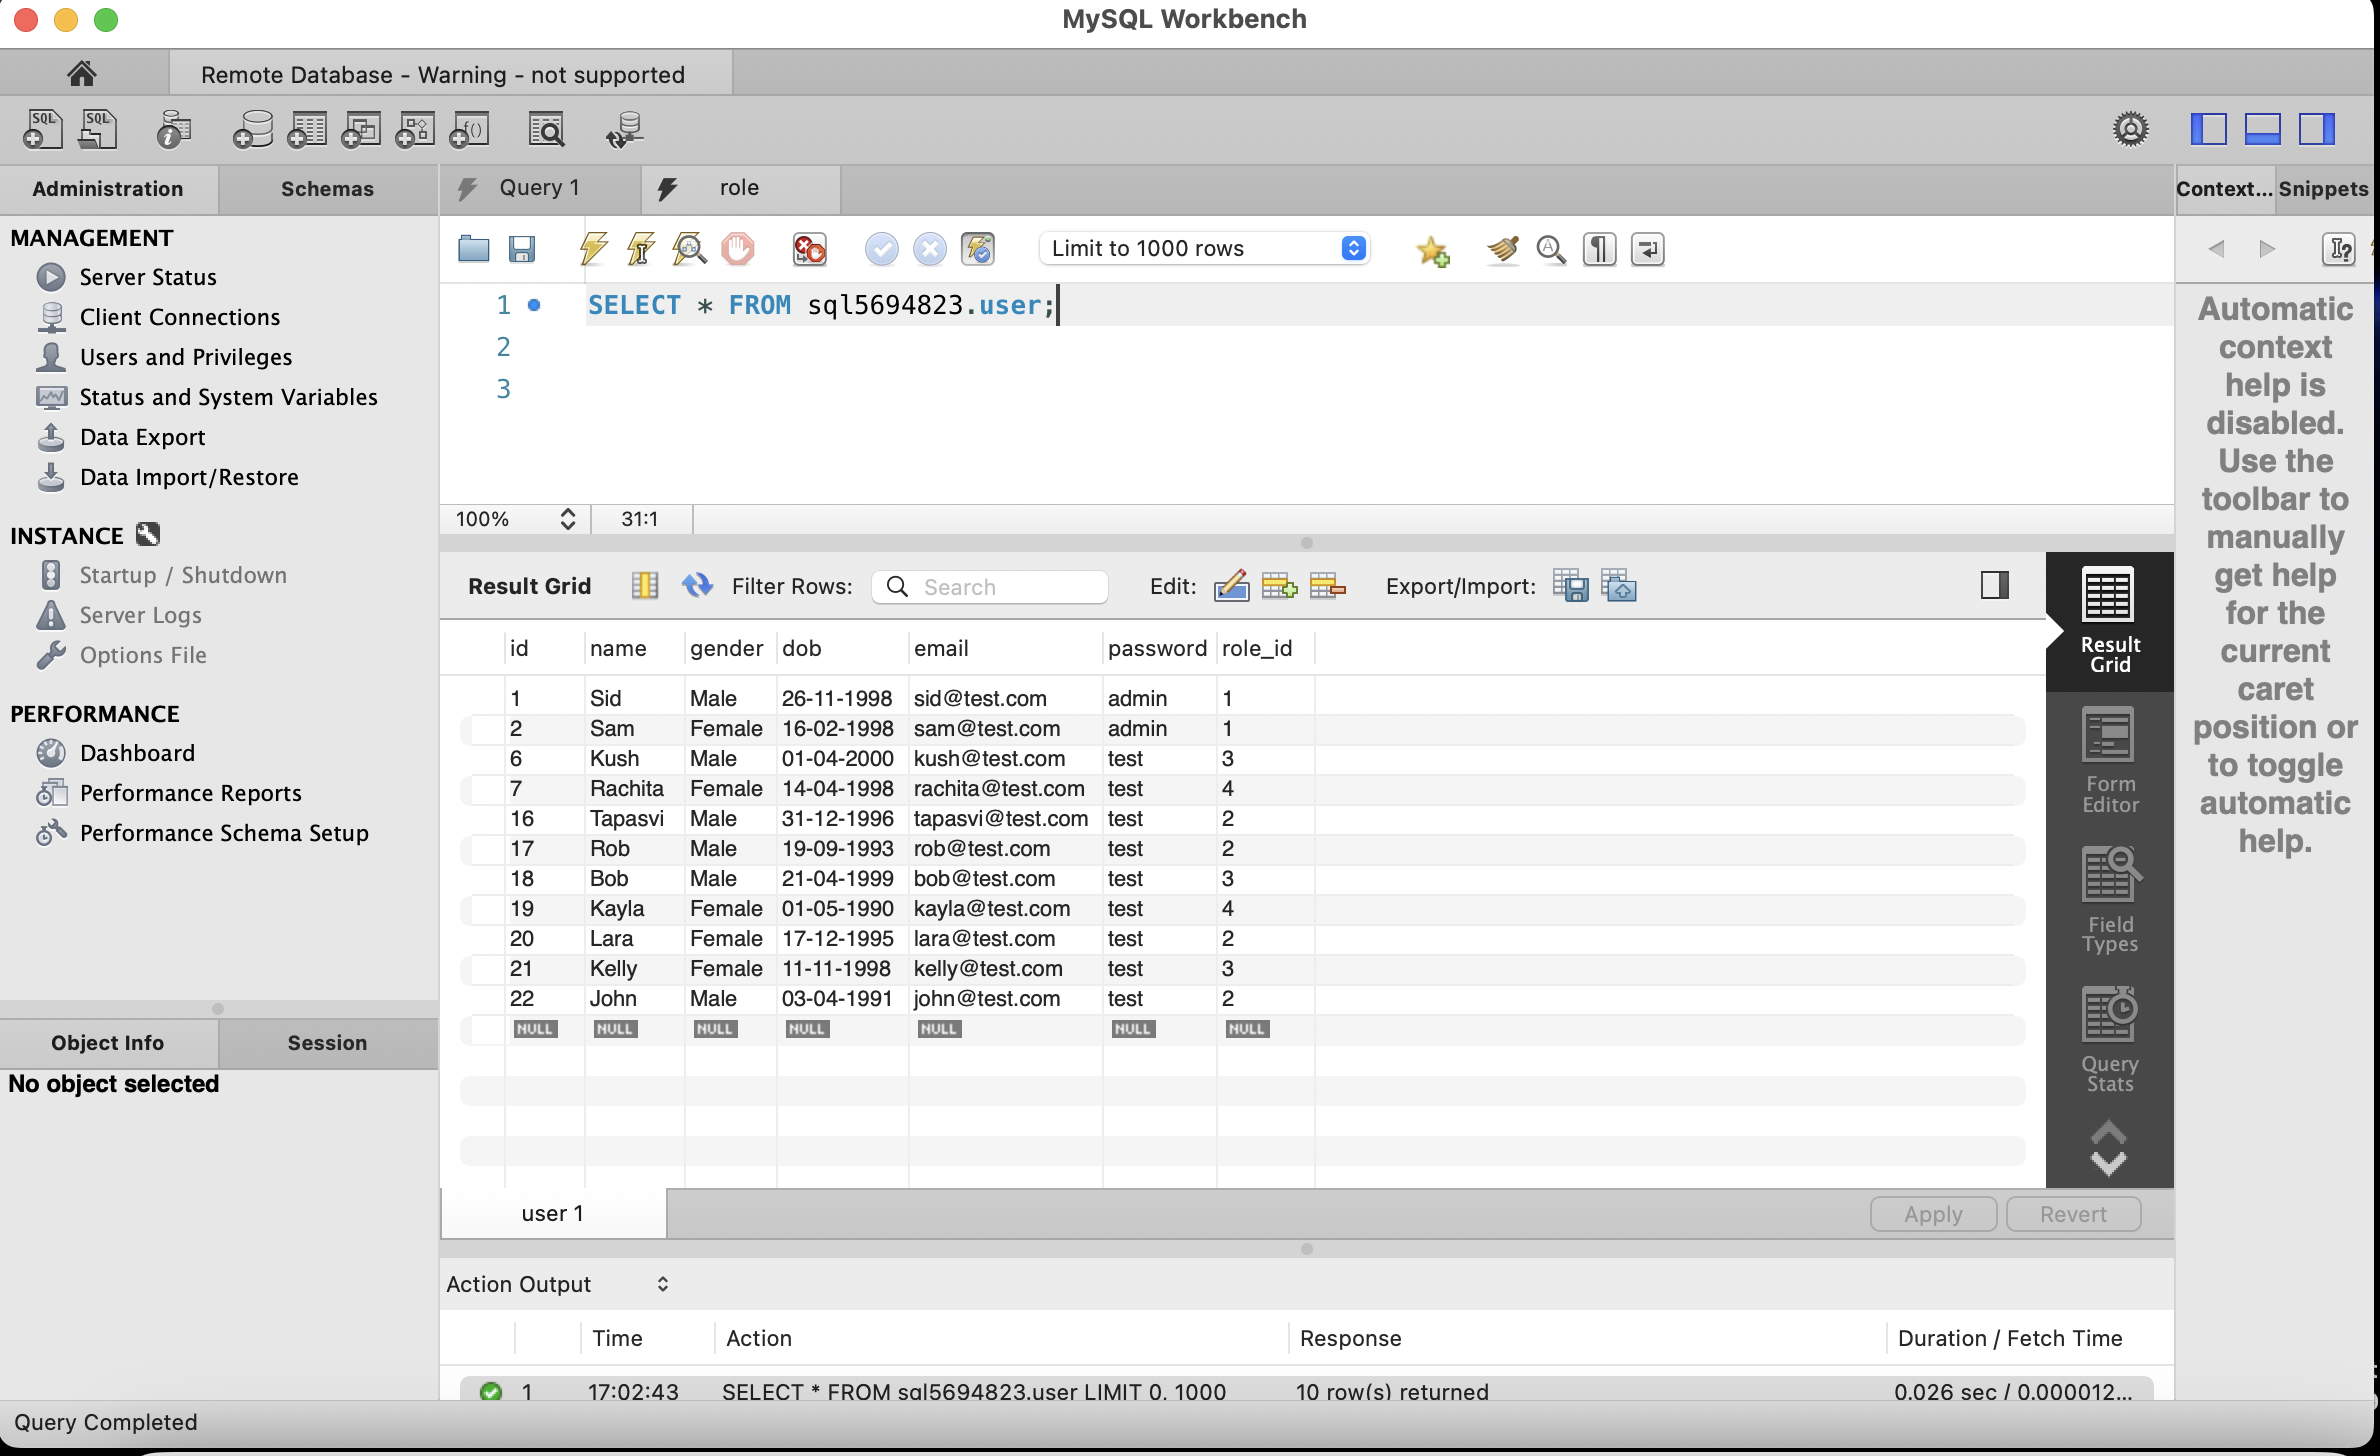 MySQL Workbench
Remote Database - Warning - not supported
Administration
Schemas
MANAGEMENT
Server Status
Client Connections
Users and Privileges
Status and System Variables
Data Export
Data Import/Restore
INSTANCE
Startup / Shutdown
Server Logs
Options File
PERFORMANCE
Dashboard
Performance Reports
Performance Schema Setup
Object Info
Session
No object selected
Query 1
role
Limit to 1000 rows
1 SELECT * FROM sql5694823.user;
2
3
100% 31:1
Result Grid Filter Rows: Search Edit: Export/Import:
id name gender dob email password role_id
1 Sid Male 26-11-1998 sid@test.com admin 1
2 Sam Female 16-02-1998 sam@test.com admin 1
6 Kush Male 01-04-2000 kush@test.com test 3
7 Rachita Female 14-04-1998 rachita@test.com test 4
16 Tapasvi Male 31-12-1996 tapasvi@test.com test 2
17 Rob Male 19-09-1993 rob@test.com test 2
18 Bob Male 21-04-1999 bob@test.com test 3
19 Kayla Female 01-05-1990 kayla@test.com test 4
20 Lara Female 17-12-1995 lara@test.com test 2
21 Kelly Female 11-11-1998 kelly@test.com test 3
22 John Male 03-04-1991 john@test.com test 2
NULL NULL NULL NULL NULL NULL NULL
Result
Grid
Form
Editor
Field
Types
Query
Stats
user 1
Apply Revert
Action Output
Time Action Response Duration / Fetch Time
1 17:02:43 SELECT * FROM sql5694823.user LIMIT 0, 1000 10 row(s) returned 0.026 sec / 0.000012...
Context... Snippets
Automatic
context
help is
disabled.
Use the
toolbar to
manually
get help
for the
current
caret
position or
to toggle
automatic
help.
Query Completed